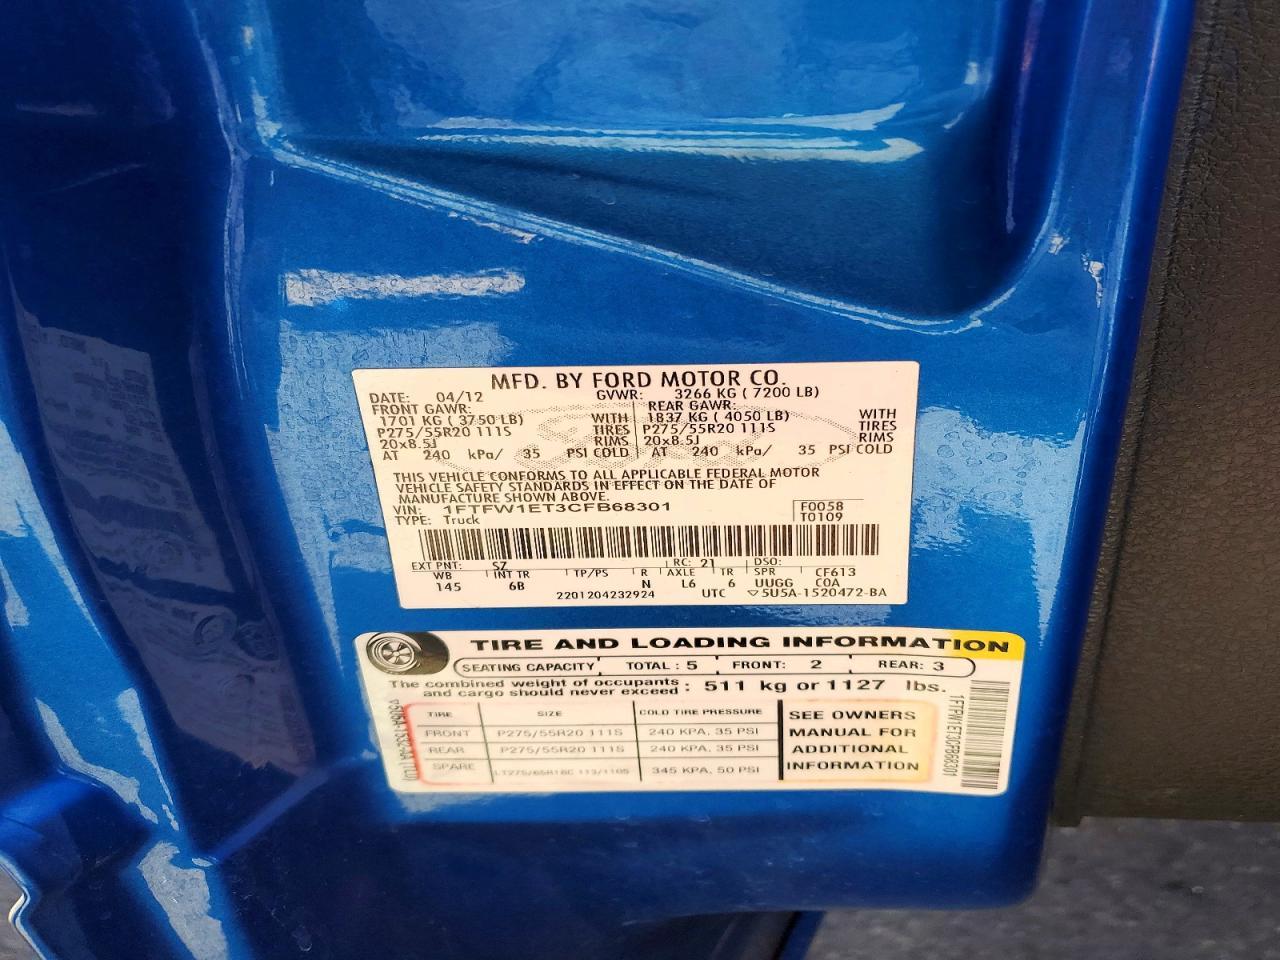 MFD. BY FORD MOTOR CO.
DATE: 04/12 GVWR: 3266 KG ( 7200 LB)
FRONT GAWR: REAR GAWR:
1701 KG ( 3750 LB) WITH 1837 KG ( 4050 LB) WITH
P275/55R20 111S TIRES P275/55R20 111S TIRES
20x8.5J RIMS 20x8.5J RIMS
AT 240 kPa/ 35 PSI COLD AT 240 kPa/ 35 PSI COLD
THIS VEHICLE CONFORMS TO ALL APPLICABLE FEDERAL MOTOR
VEHICLE SAFETY STANDARDS IN EFFECT ON THE DATE OF
MANUFACTURE SHOWN ABOVE.
VIN: 1FTFW1ET3CFB68301 F0058
TYPE: Truck T0109
EXT PNT: SZ RC: 21 DSO:
WB INT TR TP/PS R AXLE TR SPR CF613
145 6B N L6 6 UUGG C0A
2201204232924 UTC ▽5U5A-1520472-BA
TIRE AND LOADING INFORMATION
SEATING CAPACITY TOTAL : 5 FRONT: 2 REAR: 3
The combined weight of occupants and cargo should never exceed : 511 kg or 1127 lbs.
TIRE SIZE COLD TIRE PRESSURE
FRONT P275/55R20 111S 240 KPA, 35 PSI
REAR P275/55R20 111S 240 KPA, 35 PSI
SPARE LT275/65R18C 113/110S 345 KPA, 50 PSI
SEE OWNERS
MANUAL FOR
ADDITIONAL
INFORMATION
1FTFW1ET3CFB68301